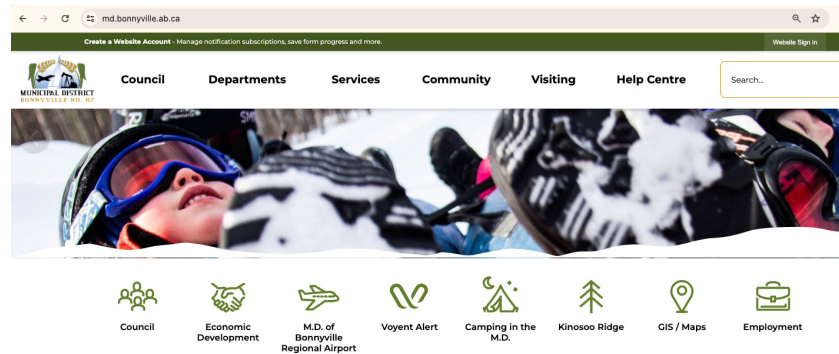 md.bonnyville.ab.ca
Create a Website Account - Manage notification subscriptions, save form progress and more.
Website Sign In
MUNICIPAL DISTRICT
BONNYVILLE NO. 87
Council
Departments
Services
Community
Visiting
Help Centre
Search...
Council
Economic
Development
M.D. of
Bonnyville
Regional Airport
Voyent Alert
Camping in the
M.D.
Kinosoo Ridge
GIS / Maps
Employment